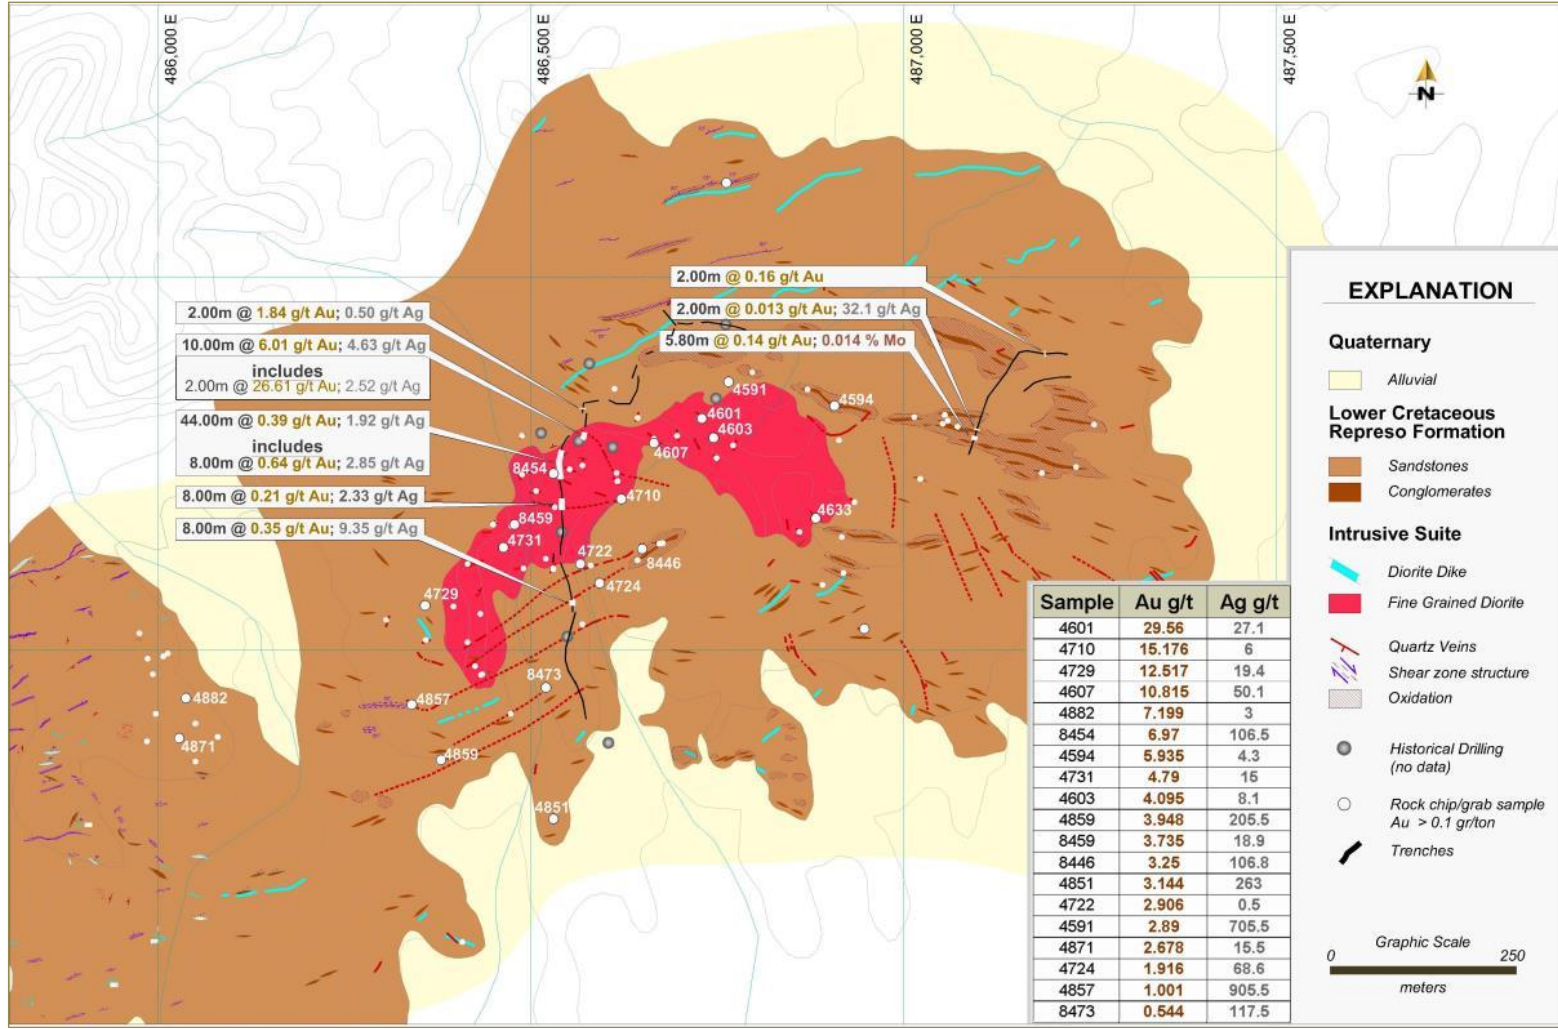 486,000 E
486,500 E
487,000 E
487,500 E
N
2.00m @ 0.16 g/t Au
2.00m @ 0.013 g/t Au; 32.1 g/t Ag
5.80m @ 0.14 g/t Au; 0.014 % Mo
2.00m @ 1.84 g/t Au; 0.50 g/t Ag
10.00m @ 6.01 g/t Au; 4.63 g/t Ag
includes
2.00m @ 26.61 g/t Au; 2.52 g/t Ag
44.00m @ 0.39 g/t Au; 1.92 g/t Ag
includes
8.00m @ 0.64 g/t Au; 2.85 g/t Ag
8.00m @ 0.21 g/t Au; 2.33 g/t Ag
8.00m @ 0.35 g/t Au; 9.35 g/t Ag
4591
4594
4601
4603
4607
8454
4710
4633
8459
4731
4722
8446
4724
4729
8473
4857
4882
4871
4859
4851
EXPLANATION
Quaternary
Alluvial
Lower Cretaceous
Represo Formation
Sandstones
Conglomerates
Intrusive Suite
Diorite Dike
Fine Grained Diorite
Quartz Veins
Shear zone structure
Oxidation
Historical Drilling
(no data)
Rock chip/grab sample
Au > 0.1 gr/ton
Trenches
Graphic Scale
0 250
meters
Sample Au g/t Ag g/t
4601 29.56 27.1
4710 15.176 6
4729 12.517 19.4
4607 10.815 50.1
4882 7.199 3
8454 6.97 106.5
4594 5.935 4.3
4731 4.79 15
4603 4.095 8.1
4859 3.948 205.5
8459 3.735 18.9
8446 3.25 106.8
4851 3.144 263
4722 2.906 0.5
4591 2.89 705.5
4871 2.678 15.5
4724 1.916 68.6
4857 1.001 905.5
8473 0.544 117.5